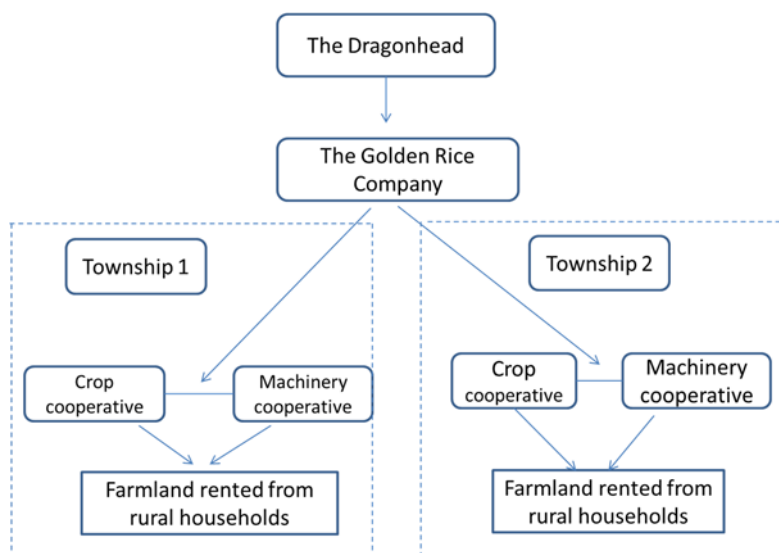 The Dragonhead
The Golden Rice
Company
Township 1
Township 2
Crop
cooperative
Machinery
cooperative
Crop
cooperative
Machinery
cooperative
Farmland rented from
rural households
Farmland rented from
rural households